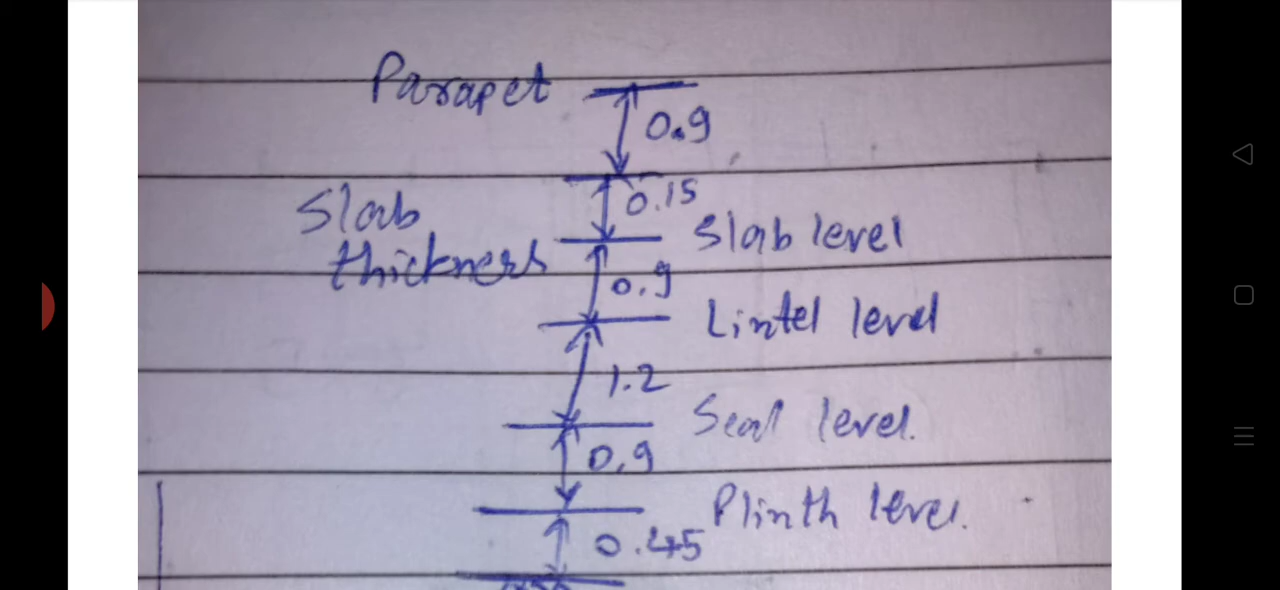 Parapet
0.9
0.15
Slab
thickness
Slab level
0.9
Lintel level
1.2
level.
0.9
Plinth level.
0.45